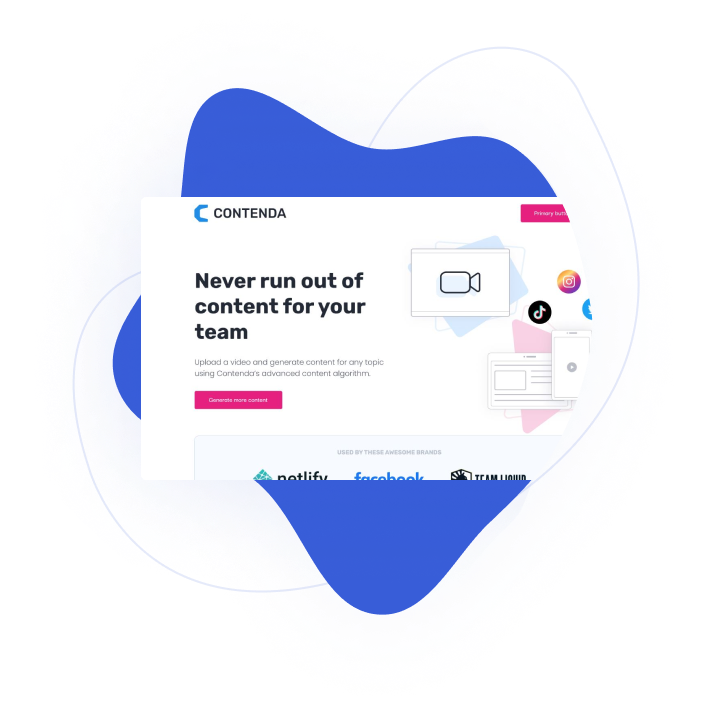 CONTENDA
Primary butt
Never run out of
content for your
team
Upload a video and generate content for any topic
using Contenda's advanced content algorithm.
Generate more content
USED BY THESE AWESOME BRANDS
netlify facebook TEAM LIQUID